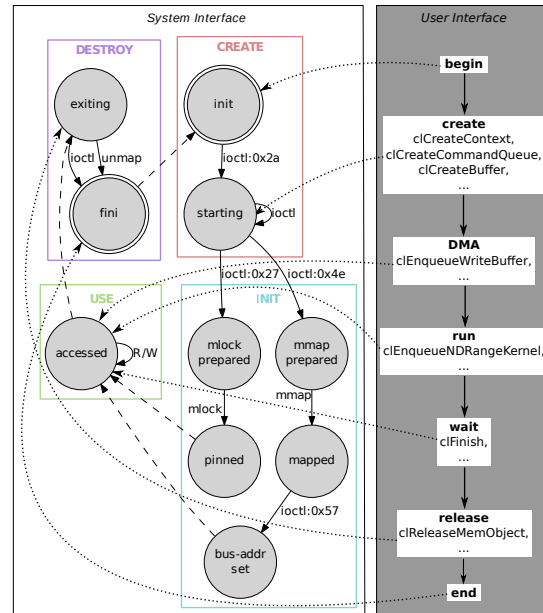 System Interface
User Interface
DESTROY
CREATE
begin
exiting
init
ioctl
unmap
ioctl:0x2a
create
clCreateContext,
clCreateCommandQueue,
clCreateBuffer,
...
fini
starting
ioctl
DMA
clEnqueueWriteBuffer,
...
ioctl:0x27
ioctl:0x4e
USE
INIT
accessed
R/W
mlock
prepared
mmap
prepared
run
clEnqueueNDRangeKernel,
...
mlock
mmap
wait
clFinish,
...
pinned
mapped
ioctl:0x57
release
clReleaseMemObject,
...
bus-addr
set
end